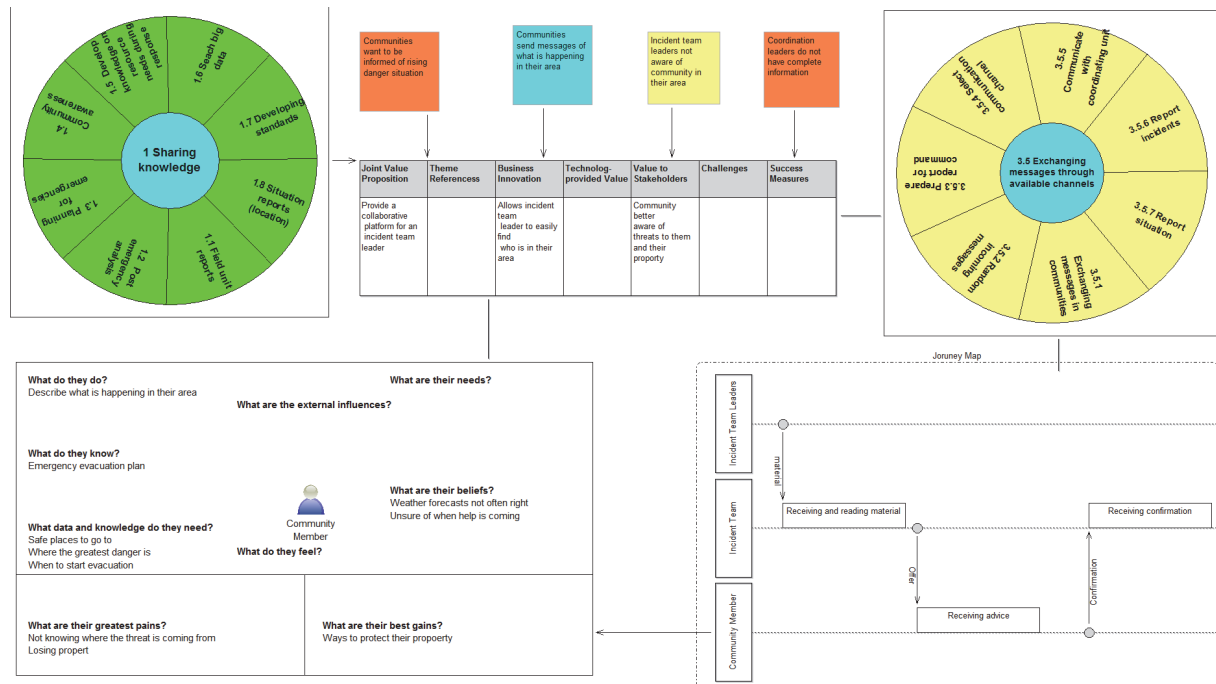 1 Sharing
knowledge
1.1 Field unit
reports
1.2 Post
emergency
analysis
1.3 Planning
for
emergencies
1.4
Community
awareness
1.5 Develop
knowledge on
resource
needs during
response
1.6 Seach big
data
1.7 Developing
standards
1.8 Situation
reports
(location)
Communities
want to be
informed of rising
danger situation
Communities
send messages of
what is happening
in their area
Incident team
leaders not
aware of
community in
their area
Coordination
leaders do not
have complete
information
Joint Value
Proposition
Theme
Referencess
Business
Innovation
Technolog-
provided Value
Value to
Stakeholders
Challenges
Success
Measures
Provide a
collaborative
platform for an
incident team
leader
Allows incident
team
leader to easily
find
who is in their
area
Community
better
aware of
threats to them
and their
proporty
3.5 Exchanging
messages through
available channels
3.5.1
Exchanging
messages in
communities
3.5.2 Random
incoming
messages
3.5.3 Prepare
report for
command
3.5.4 Select
communication
channel
3.5.5
Communicate
with
coordinating unit
3.5.6 Report
incidents
3.5.7 Report
situation
What do they do?
Describe what is happening in their area
What are their needs?
What are the external influences?
What do they know?
Emergency evacuation plan
What are their beliefs?
Weather forecasts not often right
Unsure of when help is coming
Community
Member
What data and knowledge do they need?
Safe places to go to
Where the greatest danger is
When to start evacuation
What do they feel?
What are their greatest pains?
Not knowing where the threat is coming from
Losing propert
What are their best gains?
Ways to protect their propoerty
Joruney Map
Incident Team Leaders
material
Incident Team
Receiving and reading material
Receiving confirmation
Offer
Confirmation
Community Member
Receiving advice